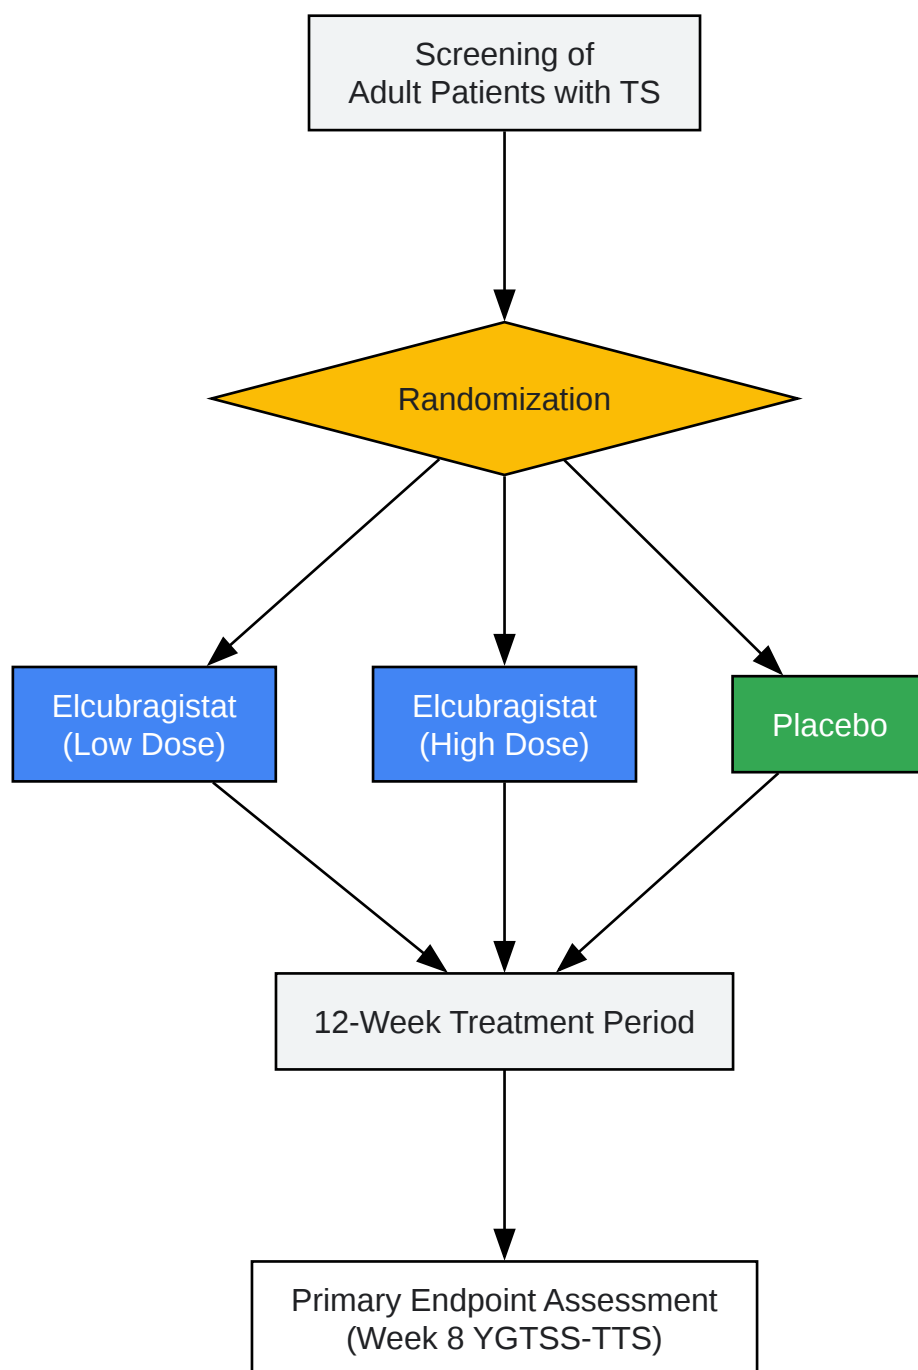 Screening of
Adult Patients with TS
Randomization
Elcubragistat
(Low Dose)
Elcubragistat
(High Dose)
Placebo
12-Week Treatment Period
Primary Endpoint Assessment
(Week 8 YGTSS-TTS)